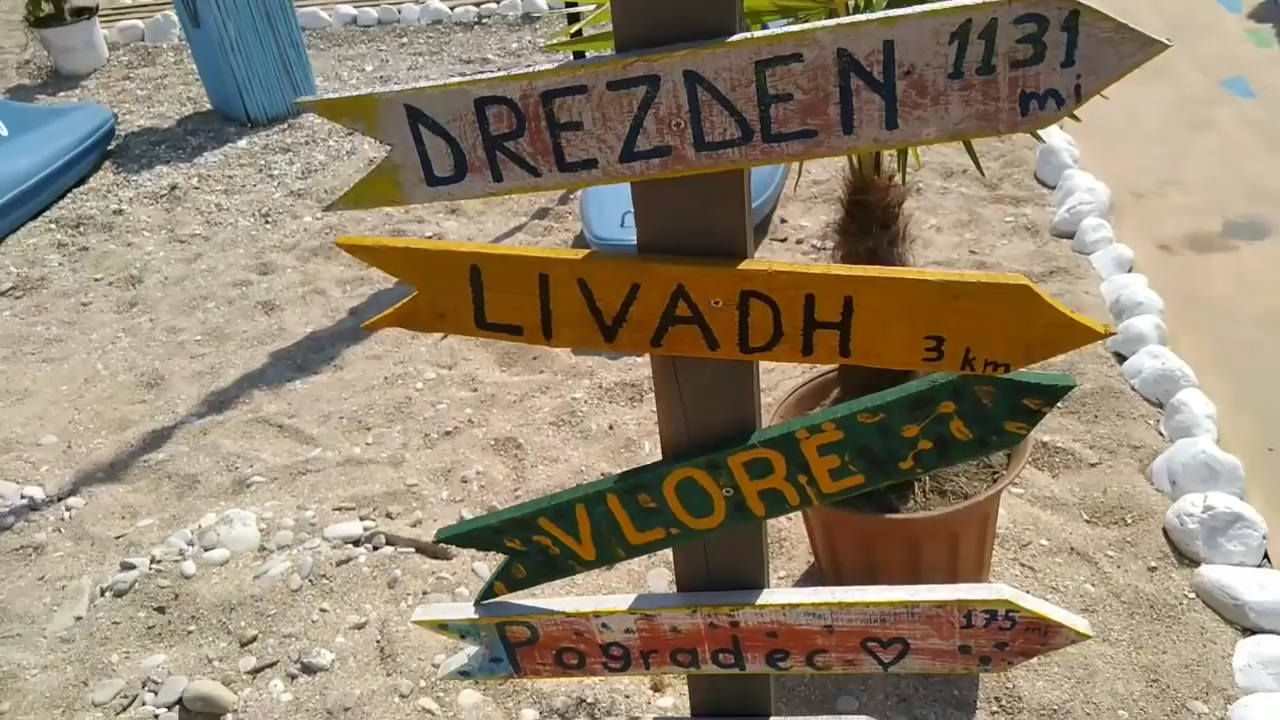 DREZDEN 1131
mi
LIVADH 3 km
VLORË
Pogradec ♡ 175 mi